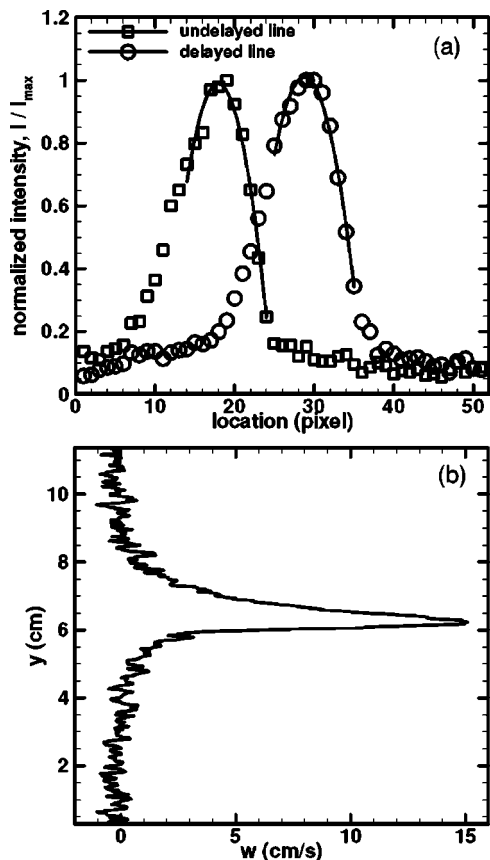 1.2
1
0.8
0.6
0.4
0.2
0
normalized intensity, I / Imax
undelayed line
delayed line
(a)
0 10 20 30 40 50
location (pixel)
(b)
10
8
6
4
2
y (cm)
0 5 10 15
w (cm/s)